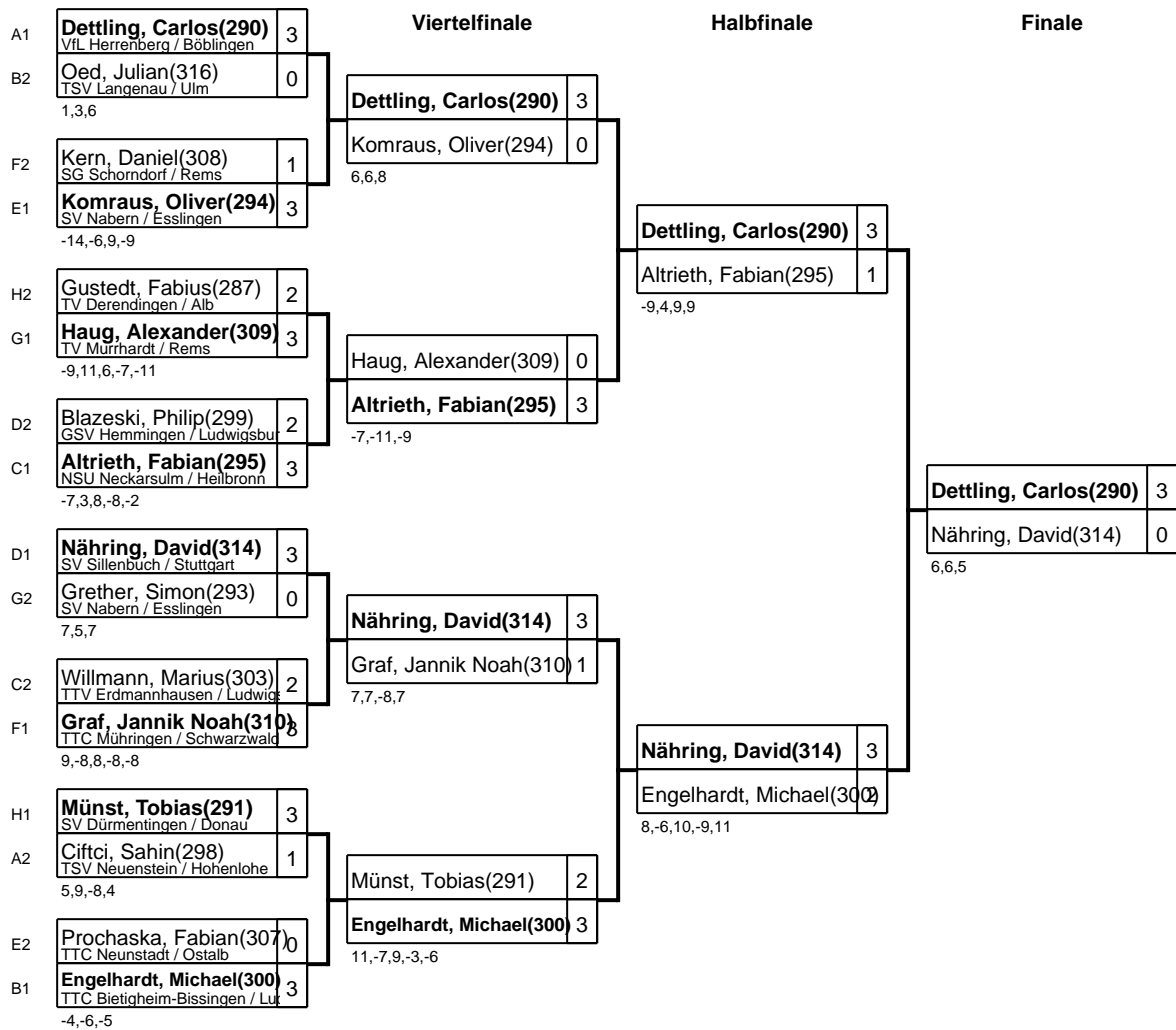 Viertelfinale
Halbfinale
Finale
A1
Dettling, Carlos(290) 3
VfL Herrenberg / Böblingen
B2
Oed, Julian(316) 0
TSV Langenau / Ulm
1,3,6
F2
Kern, Daniel(308) 1
SG Schorndorf / Rems
E1
Komraus, Oliver(294) 3
SV Nabern / Esslingen
-14,-6,9,-9
H2
Gustedt, Fabius(287) 2
TV Derendingen / Alb
G1
Haug, Alexander(309) 3
TV Murrhardt / Rems
-9,11,6,-7,-11
D2
Blazeski, Philip(299) 2
GSV Hemmingen / Ludwigsbur
C1
Altrieth, Fabian(295) 3
NSU Neckarsulm / Heilbronn
-7,3,8,-8,-2
D1
Nähring, David(314) 3
SV Sillenbuch / Stuttgart
G2
Grether, Simon(293) 0
SV Nabern / Esslingen
7,5,7
C2
Willmann, Marius(303) 2
TTV Erdmannhausen / Ludwigs
F1
Graf, Jannik Noah(310) 3
TTC Mühringen / Schwarzwald
9,-8,8,-8,-8
H1
Münst, Tobias(291) 3
SV Dürmentingen / Donau
A2
Ciftci, Sahin(298) 1
TSV Neuenstein / Hohenlohe
5,9,-8,4
E2
Prochaska, Fabian(307) 0
TTC Neunstadt / Ostalb
B1
Engelhardt, Michael(300) 3
TTC Bietigheim-Bissingen / Lu
-4,-6,-5
Dettling, Carlos(290) 3
Komraus, Oliver(294) 0
6,6,8
Haug, Alexander(309) 0
Altrieth, Fabian(295) 3
-7,-11,-9
Nähring, David(314) 3
Graf, Jannik Noah(310) 1
7,7,-8,7
Münst, Tobias(291) 2
Engelhardt, Michael(300) 3
11,-7,9,-3,-6
Dettling, Carlos(290) 3
Altrieth, Fabian(295) 1
-9,4,9,9
Nähring, David(314) 3
Engelhardt, Michael(300) 2
8,-6,10,-9,11
Dettling, Carlos(290) 3
Nähring, David(314) 0
6,6,5